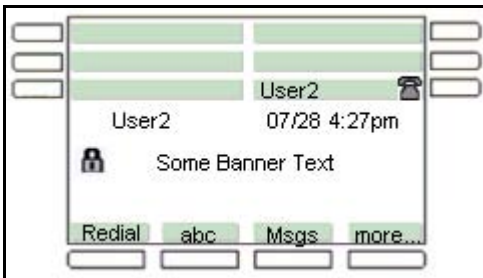 User2
User2 07/28 4:27pm
Some Banner Text
Redial abc Msgs more...